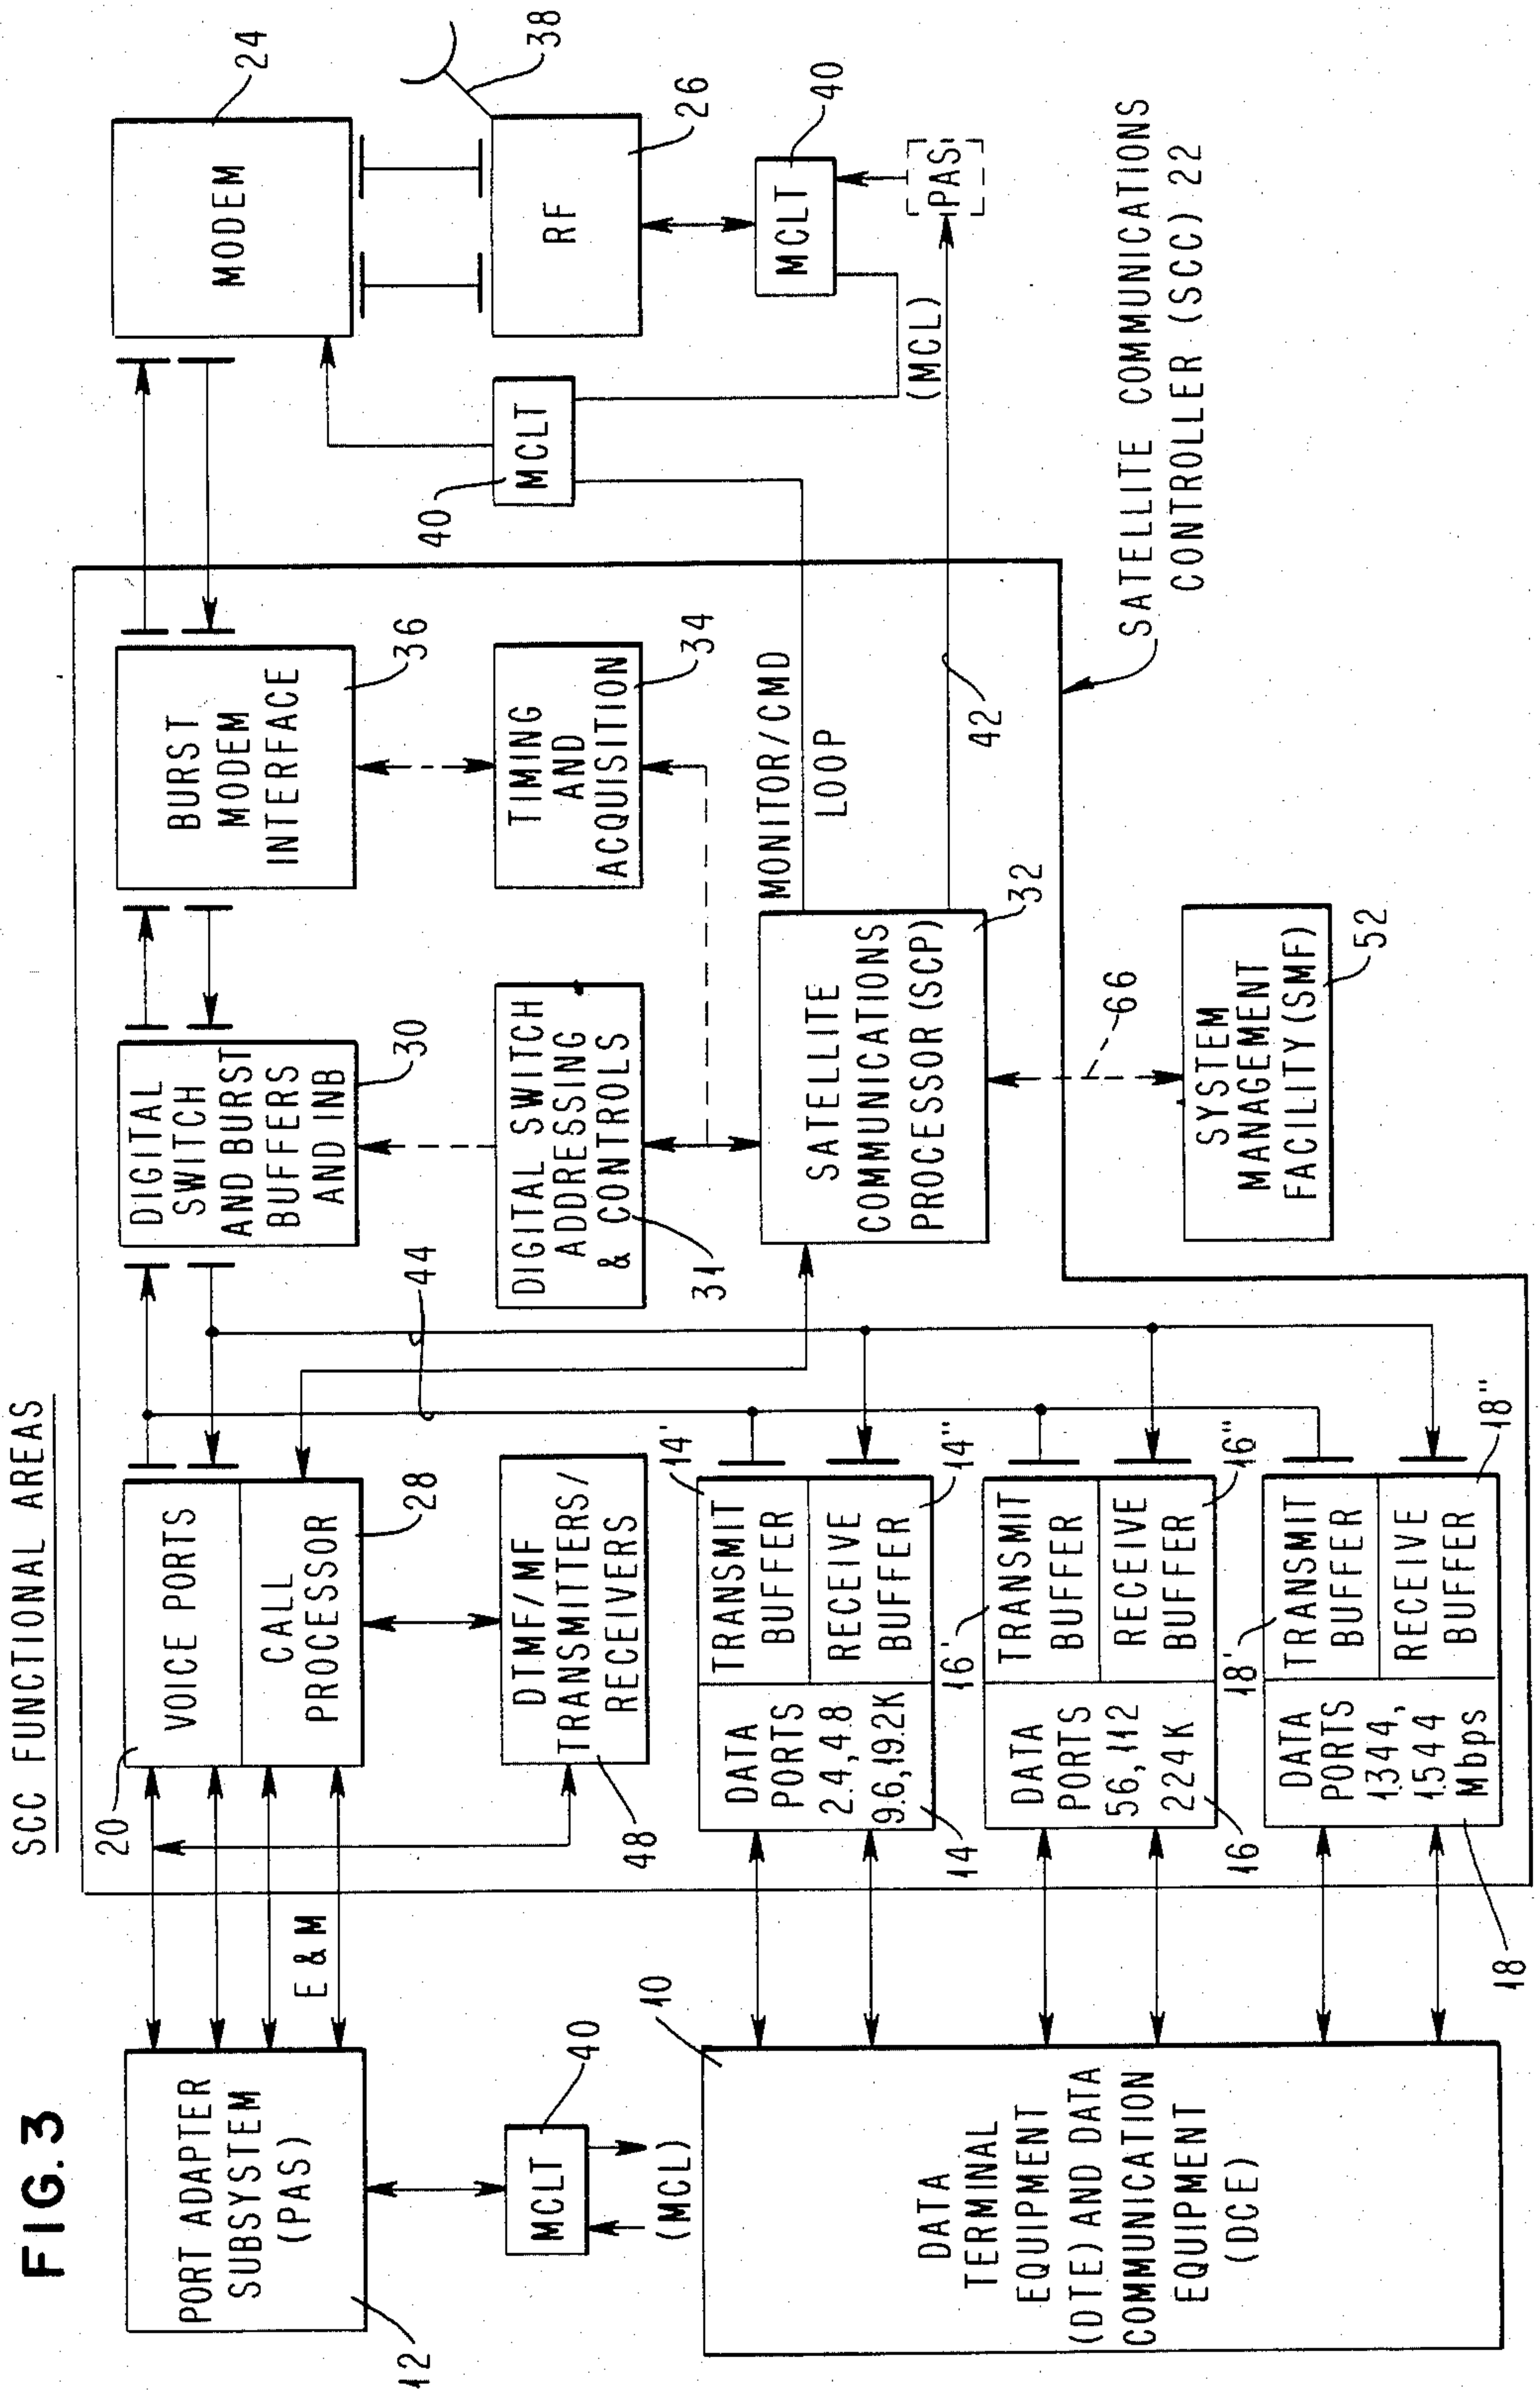 FIG. 3
SCC FUNCTIONAL AREAS
PORT ADAPTER
SUBSYSTEM
(PAS)
12
E & M
20
VOICE PORTS
CALL
PROCESSOR
28
44
DIGITAL
SWITCH
AND BURST
BUFFERS
AND INB
30
BURST
MODEM
INTERFACE
36
MODEM
24
MCLT
40
(MCL)
DTMF/MF
TRANSMITTERS/
RECEIVERS
48
DIGITAL SWITCH
ADDRESSING
& CONTROLS
31
TIMING
AND
ACQUISITION
34
40
MCLT
RF
26
38
DATA
TERMINAL
EQUIPMENT
(DTE) AND DATA
COMMUNICATION
EQUIPMENT
(DCE)
10
DATA
PORTS
2.4, 4.8
9.6, 19.2K
14
TRANSMIT
BUFFER
14'
RECEIVE
BUFFER
14"
DATA
PORTS
56, 112
224K
16
TRANSMIT
BUFFER
16'
RECEIVE
BUFFER
16"
DATA
PORTS
1.344,
1.544
Mbps
18
TRANSMIT
BUFFER
18'
RECEIVE
BUFFER
18"
SATELLITE
COMMUNICATIONS
PROCESSOR (SCP)
32
MONITOR/CMD
LOOP
42
MCLT
40
(MCL)
PAS
66
SYSTEM
MANAGEMENT
FACILITY (SMF)
52
SATELLITE COMMUNICATIONS
CONTROLLER (SCC) 22